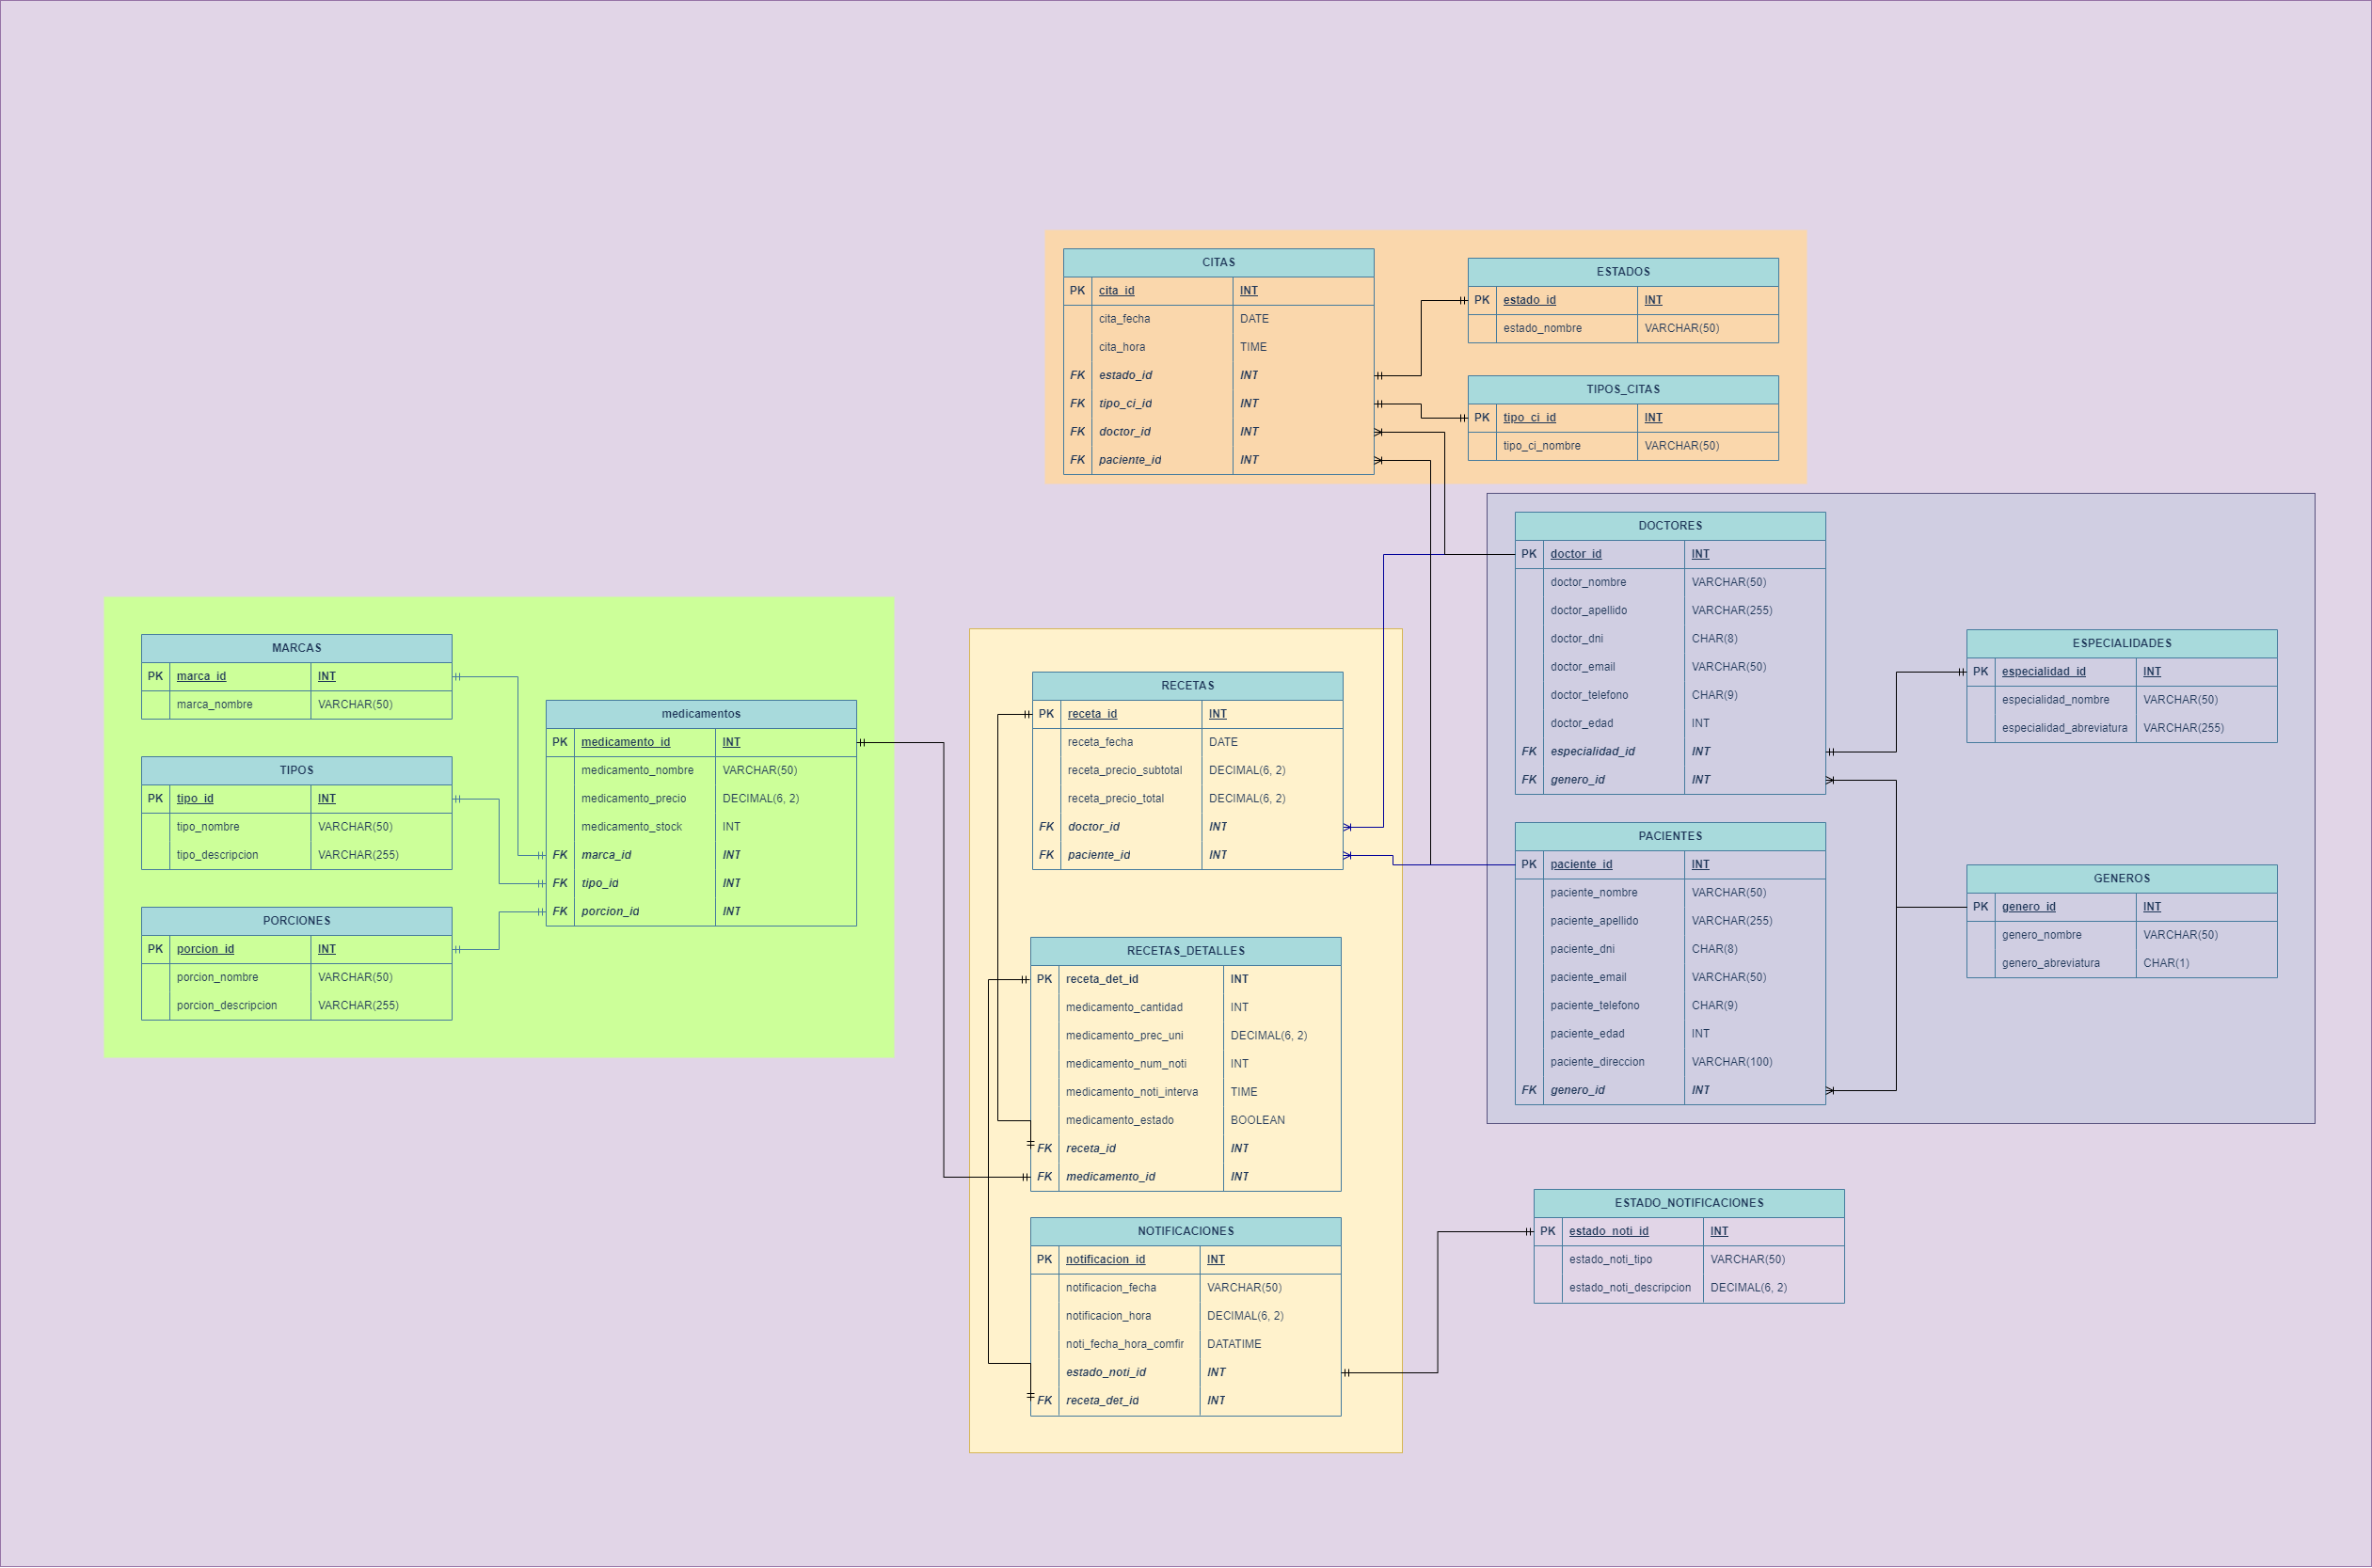 CITAS
PK cita_id INT
cita_fecha DATE
cita_hora TIME
FK estado_id INT
FK tipo_ci_id INT
FK doctor_id INT
FK paciente_id INT
ESTADOS
PK estado_id INT
estado_nombre VARCHAR(50)
TIPOS_CITAS
PK tipo_ci_id INT
tipo_ci_nombre VARCHAR(50)
DOCTORES
PK doctor_id INT
doctor_nombre VARCHAR(50)
doctor_apellido VARCHAR(255)
doctor_dni CHAR(8)
doctor_email VARCHAR(50)
doctor_telefono CHAR(9)
doctor_edad INT
FK especialidad_id INT
FK genero_id INT
ESPECIALIDADES
PK especialidad_id INT
especialidad_nombre VARCHAR(50)
especialidad_abreviatura VARCHAR(255)
MARCAS
PK marca_id INT
marca_nombre VARCHAR(50)
TIPOS
PK tipo_id INT
tipo_nombre VARCHAR(50)
tipo_descripcion VARCHAR(255)
PORCIONES
PK porcion_id INT
porcion_nombre VARCHAR(50)
porcion_descripcion VARCHAR(255)
medicamentos
PK medicamento_id INT
medicamento_nombre VARCHAR(50)
medicamento_precio DECIMAL(6, 2)
medicamento_stock INT
FK marca_id INT
FK tipo_id INT
FK porcion_id INT
RECETAS
PK receta_id INT
receta_fecha DATE
receta_precio_subtotal DECIMAL(6, 2)
receta_precio_total DECIMAL(6, 2)
FK doctor_id INT
FK paciente_id INT
PACIENTES
PK paciente_id INT
paciente_nombre VARCHAR(50)
paciente_apellido VARCHAR(255)
paciente_dni CHAR(8)
paciente_email VARCHAR(50)
paciente_telefono CHAR(9)
paciente_edad INT
paciente_direccion VARCHAR(100)
FK genero_id INT
GENEROS
PK genero_id INT
genero_nombre VARCHAR(50)
genero_abreviatura CHAR(1)
RECETAS_DETALLES
PK receta_det_id INT
medicamento_cantidad INT
medicamento_prec_uni DECIMAL(6, 2)
medicamento_num_noti INT
medicamento_noti_interva TIME
medicamento_estado BOOLEAN
FK receta_id INT
FK medicamento_id INT
NOTIFICACIONES
PK notificacion_id INT
notificacion_fecha VARCHAR(50)
notificacion_hora DECIMAL(6, 2)
noti_fecha_hora_comfir DATATIME
estado_noti_id INT
FK receta_det_id INT
ESTADO_NOTIFICACIONES
PK estado_noti_id INT
estado_noti_tipo VARCHAR(50)
estado_noti_descripcion DECIMAL(6, 2)